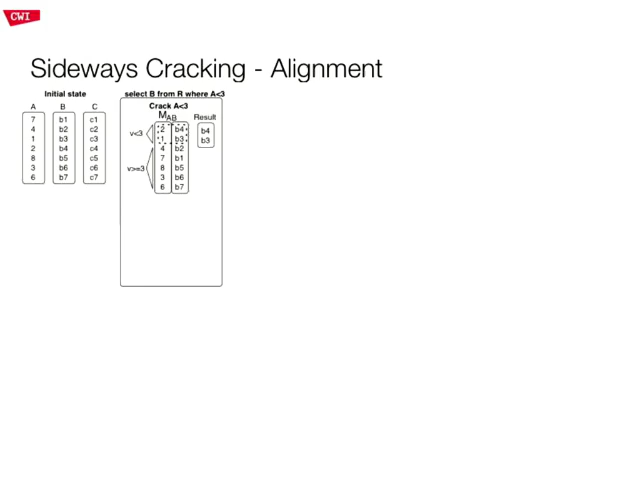 CWI
Sideways Cracking - Alignment
Initial state
A B C
7 b1 c1
4 b2 c2
1 b3 c3
2 b4 c4
8 b5 c5
3 b6 c6
6 b7 c7
select B from R where A<3
Crack A<3
MAB
Result
v<3
2 b4
1 b3
v>=3
4 b2
7 b1
8 b5
3 b6
6 b7
b4
b3